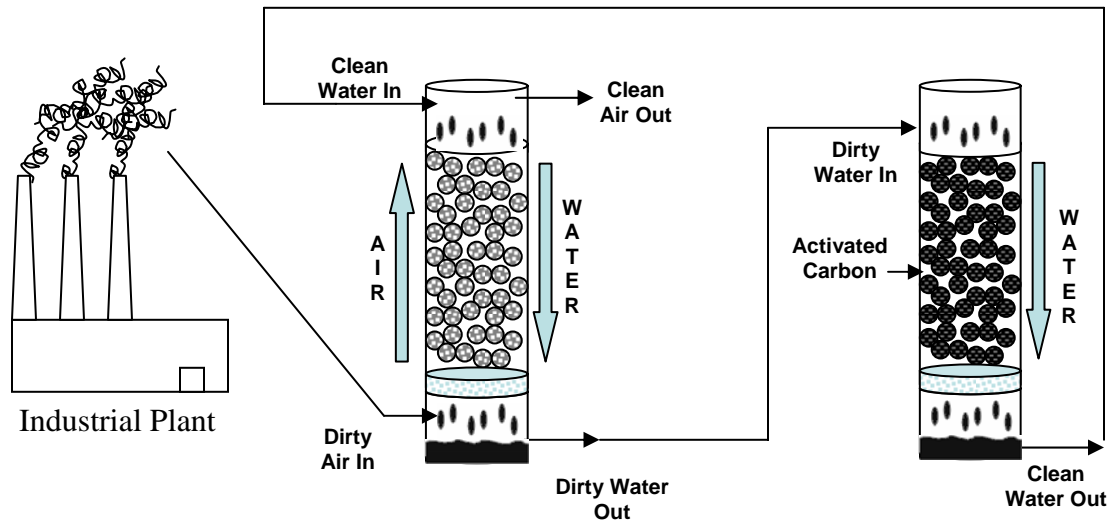 Clean
Water In
Clean
Air Out
Dirty
Water In
A
I
R
W
A
T
E
R
Activated
Carbon
W
A
T
E
R
Industrial Plant
Dirty
Air In
Dirty Water
Out
Clean
Water Out